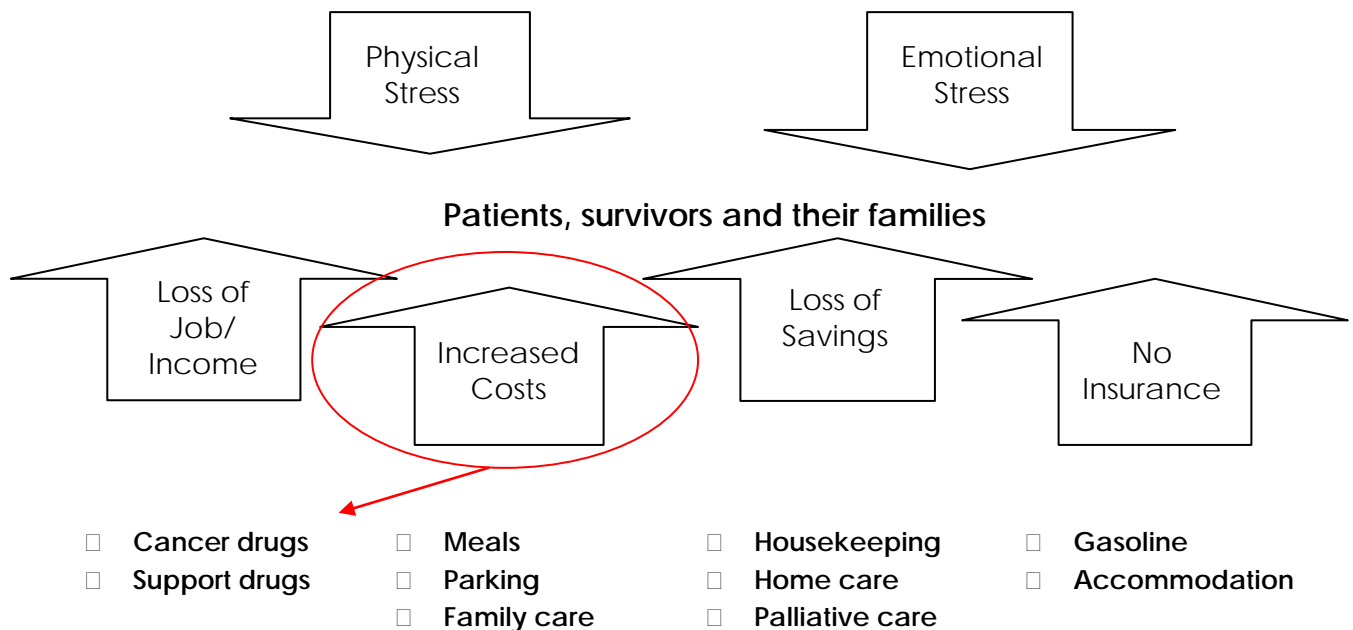 Physical
Stress
Emotional
Stress
Patients, survivors and their families
Loss of
Job/
Income
Increased
Costs
Loss of
Savings
No
Insurance
Cancer drugs
Support drugs
Meals
Parking
Family care
Housekeeping
Home care
Palliative care
Gasoline
Accommodation